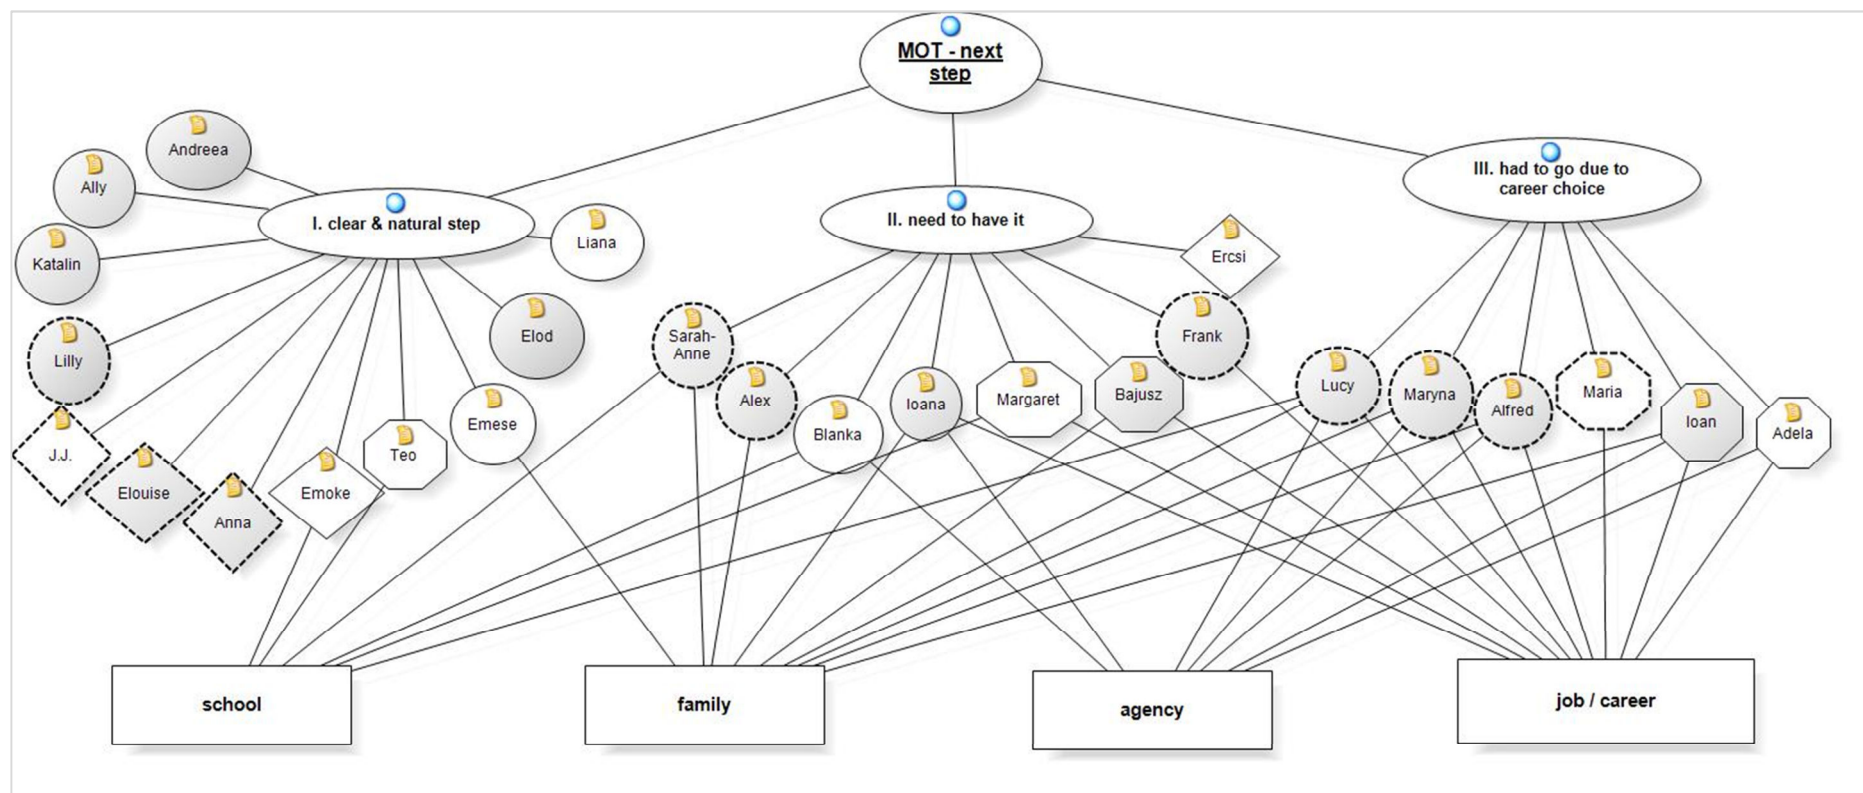 MOT - next
step
I. clear & natural step
II. need to have it
III. had to go due to
career choice
Andreea
Ally
Katalin
Lilly
J.J.
Elouise
Anna
Emoke
Teo
Emese
Elod
Liana
Sarah-
Anne
Alex
Blanka
Ioana
Margaret
Bajusz
Frank
Ercsi
Lucy
Maryna
Alfred
Maria
Ioan
Adela
school
family
agency
job / career